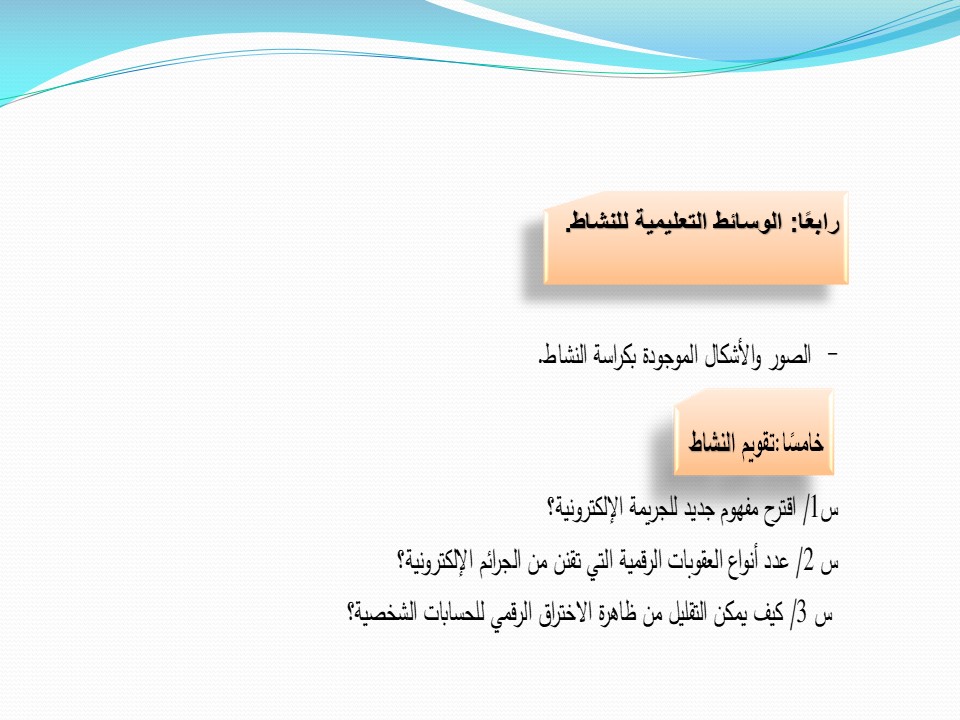 رابعًا: الوسائط التعليمية للنشاط.
- الصور والأشكال الموجودة بكراسة النشاط.
خامسًا :تقويم النشاط
س1/ اقترح مفهوم جديد للجريمة الإلكترونية؟
س 2/ عدد أنواع العقوبات الرقمية التي تقنن من الجرائم الإلكترونية؟
س 3/ كيف يمكن التقليل من ظاهرة الاختراق الرقمي للحسابات الشخصية؟